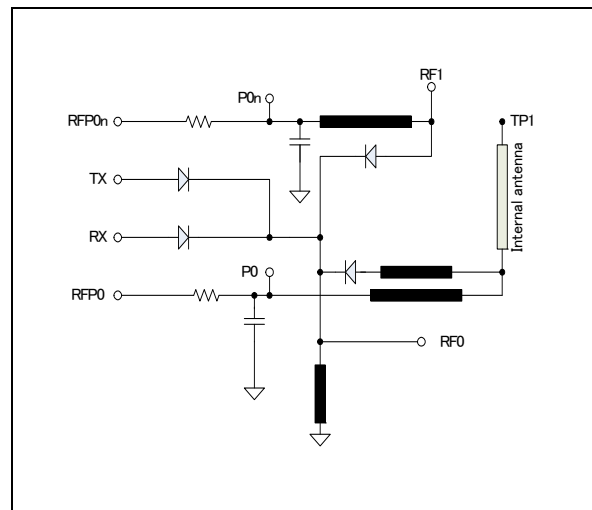 RF1
P0n
RFP0n
TP1
TX
Internal antenna
RX
P0
RFP0
RF0